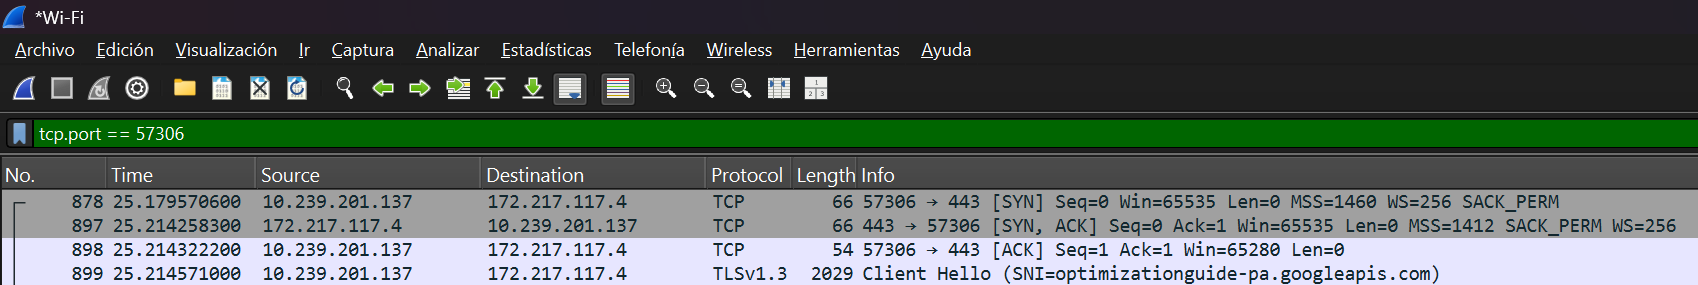 *Wi-Fi
Archivo Edición Visualización Ir Captura Analizar Estadísticas Telefonía Wireless Herramientas Ayuda
tcp.port == 57306
No. Time Source Destination Protocol Length Info
878 25.179570600 10.239.201.137 172.217.117.4 TCP 66 57306 → 443 [SYN] Seq=0 Win=65535 Len=0 MSS=1460 WS=256 SACK_PERM
897 25.214258300 172.217.117.4 10.239.201.137 TCP 66 443 → 57306 [SYN, ACK] Seq=0 Ack=1 Win=65535 Len=0 MSS=1412 SACK_PERM WS=256
898 25.214322200 10.239.201.137 172.217.117.4 TCP 54 57306 → 443 [ACK] Seq=1 Ack=1 Win=65280 Len=0
899 25.214571000 10.239.201.137 172.217.117.4 TLSv1.3 2029 Client Hello (SNI=optimizationguide-pa.googleapis.com)